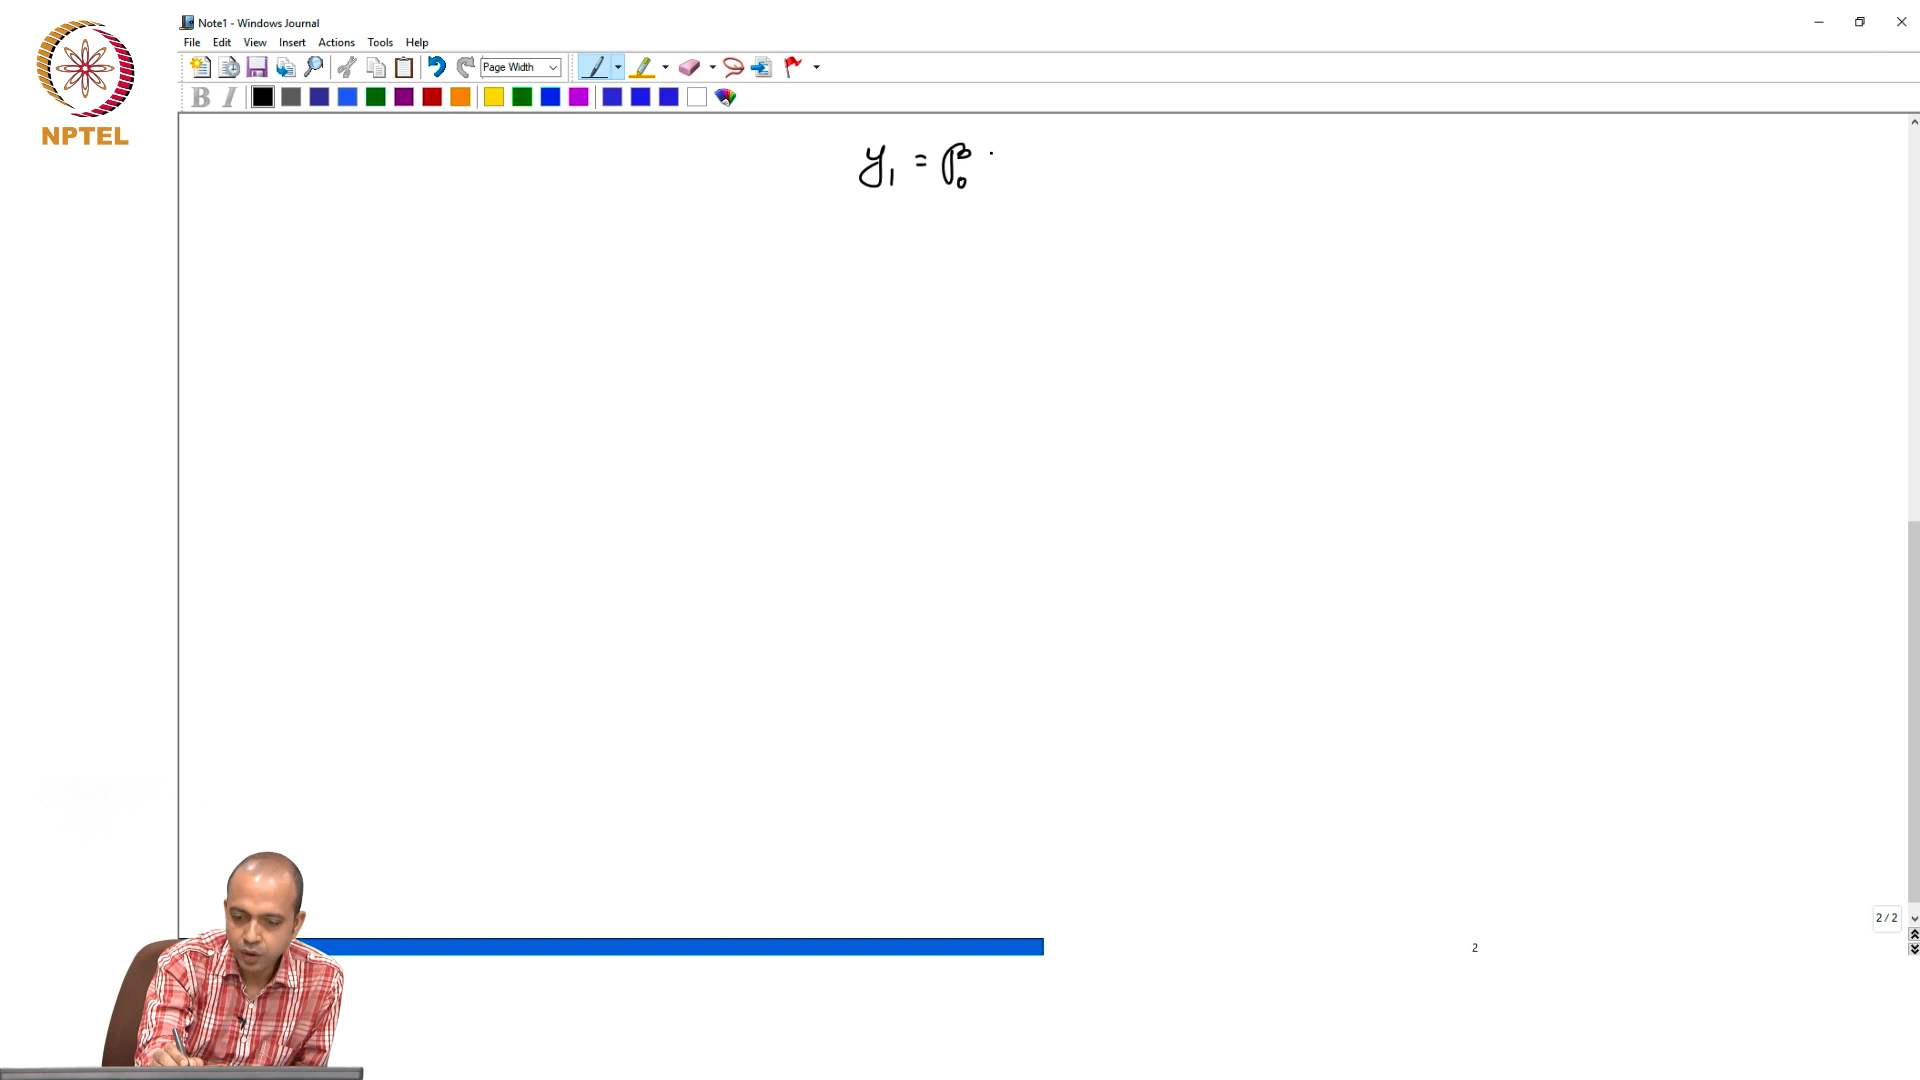 Note1 - Windows Journal
File Edit View Insert Actions Tools Help
Page Width
B I
NPTEL
y₁ = β₀
2 / 2
2